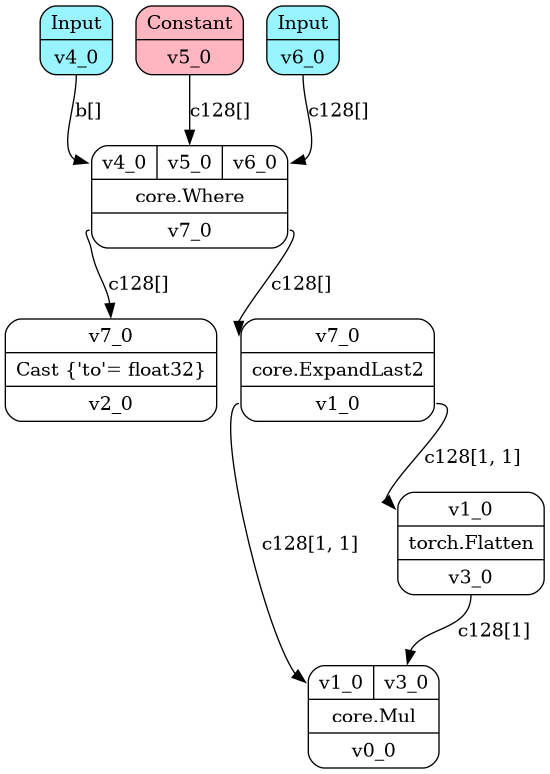 Input
v4_0
Constant
v5_0
Input
v6_0
b[]
c128[]
c128[]
v4_0 v5_0 v6_0
core.Where
v7_0
c128[]
c128[]
v7_0
Cast {'to'= float32}
v2_0
v7_0
core.ExpandLast2
v1_0
c128[1, 1]
v1_0
torch.Flatten
v3_0
c128[1, 1]
c128[1]
v1_0 v3_0
core.Mul
v0_0